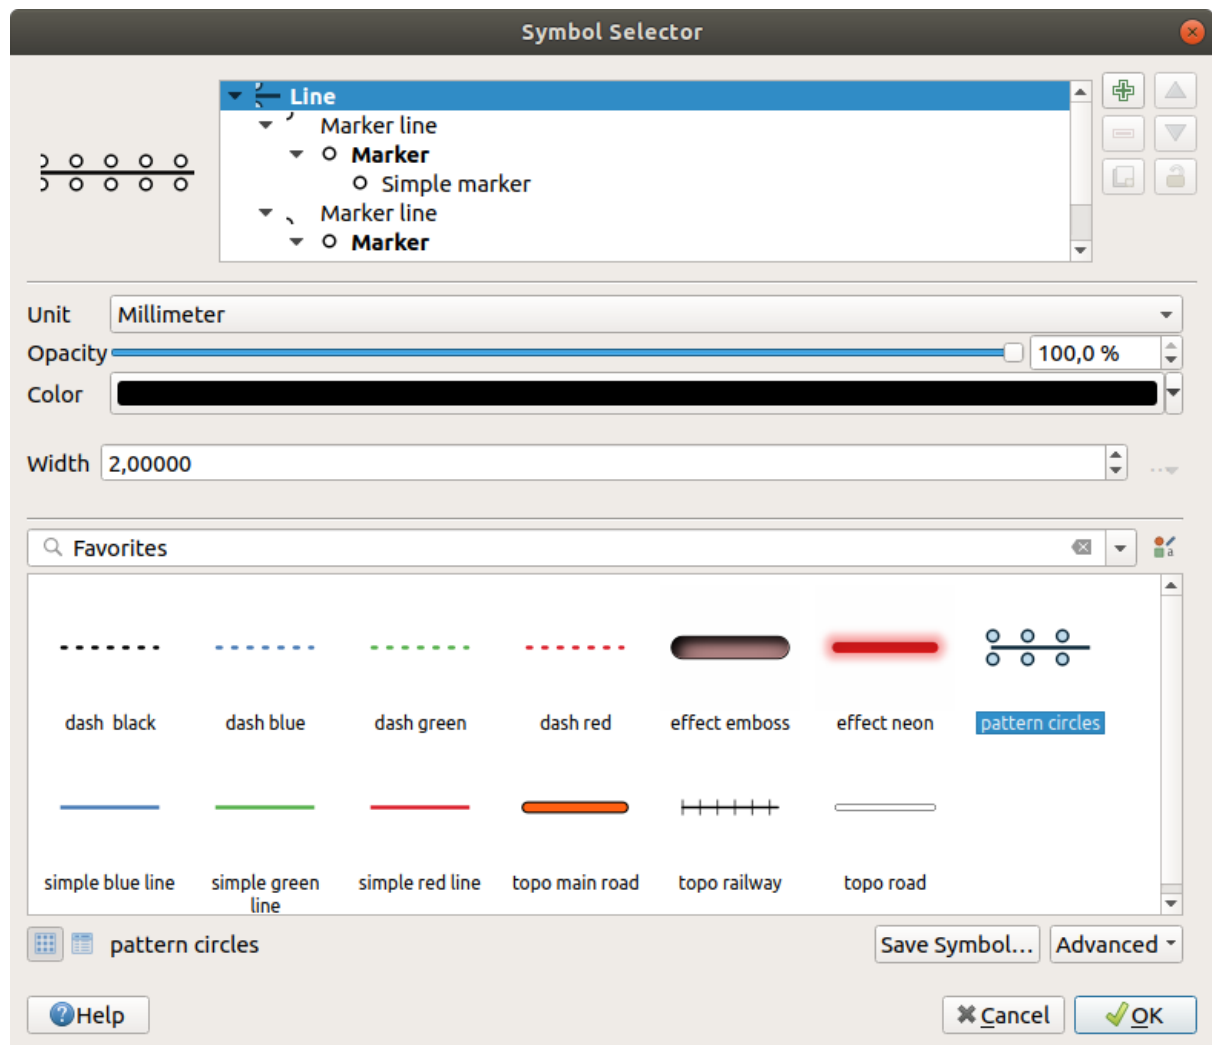 Symbol Selector
Line
Marker line
Marker
Simple marker
Marker line
Marker
Unit Millimeter
Opacity 100,0 %
Color
Width 2,00000
Favorites
a
dash  black dash blue dash green dash red effect emboss effect neon pattern circles
simple blue line simple green simple red line topo main road topo railway topo road
line
pattern circles Save Symbol... Advanced
?Help Cancel OK